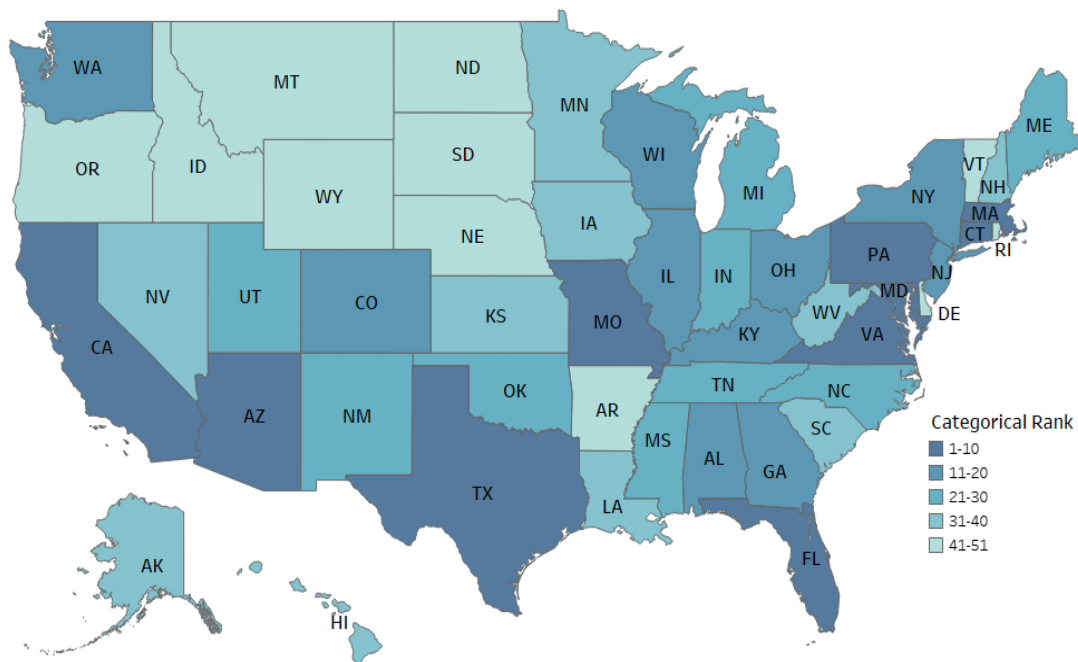 WA
MT
ND
MN
ME
OR
ID
SD
WI
VT
NH
WY
MI
NY
MA
CT
RI
NE
IA
PA
NJ
NV
UT
CO
IL
IN
OH
MD
DE
KS
MO
WV
VA
KY
CA
OK
TN
NC
AZ
NM
AR
SC
MS
AL
GA
TX
LA
FL
AK
HI
Categorical Rank
1-10
11-20
21-30
31-40
41-51